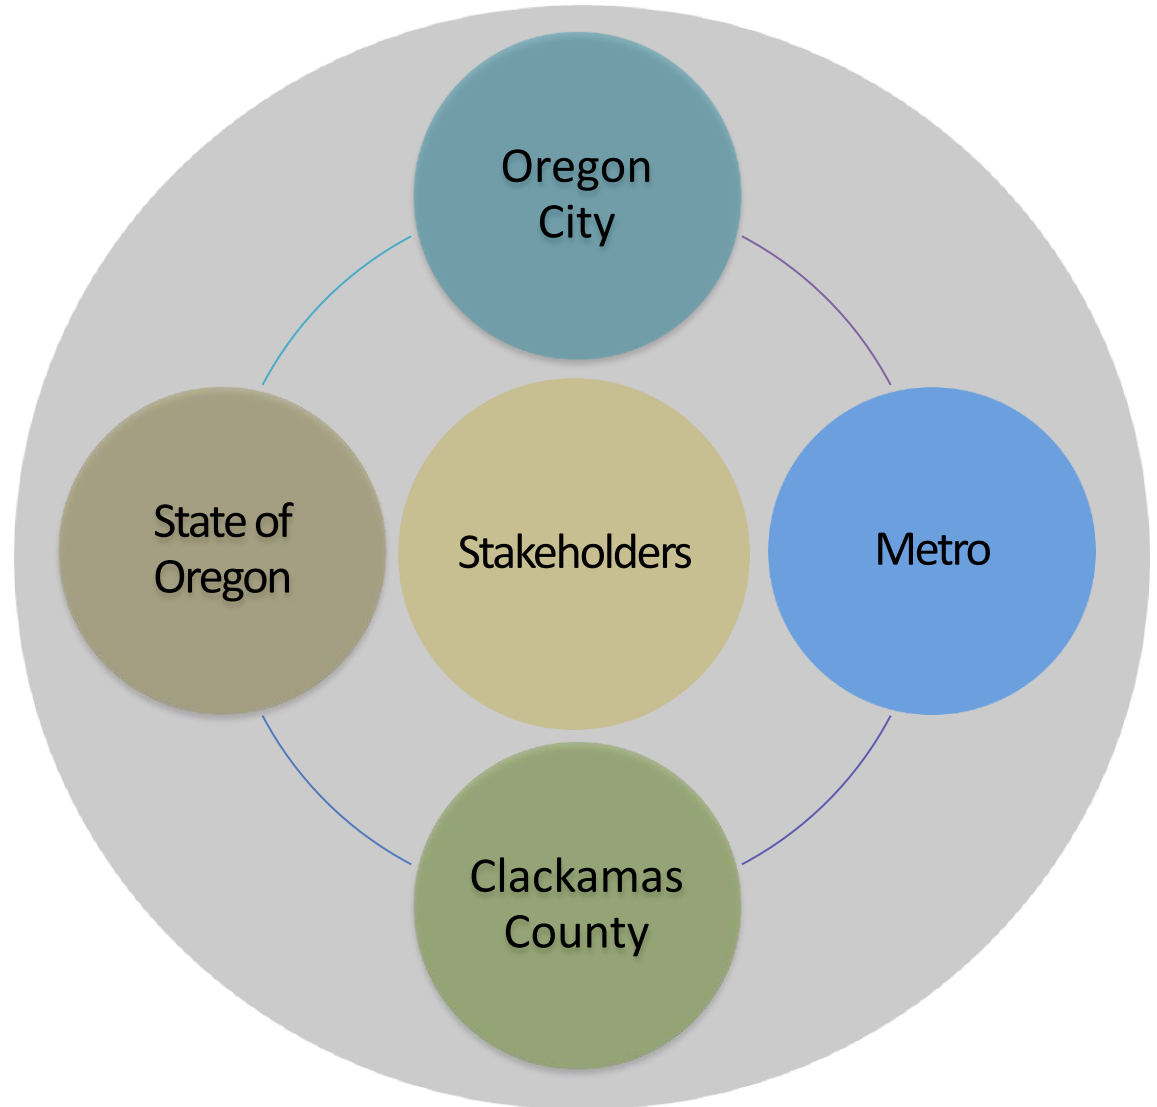 Oregon
City
State of
Oregon
Stakeholders
Metro
Clackamas
County